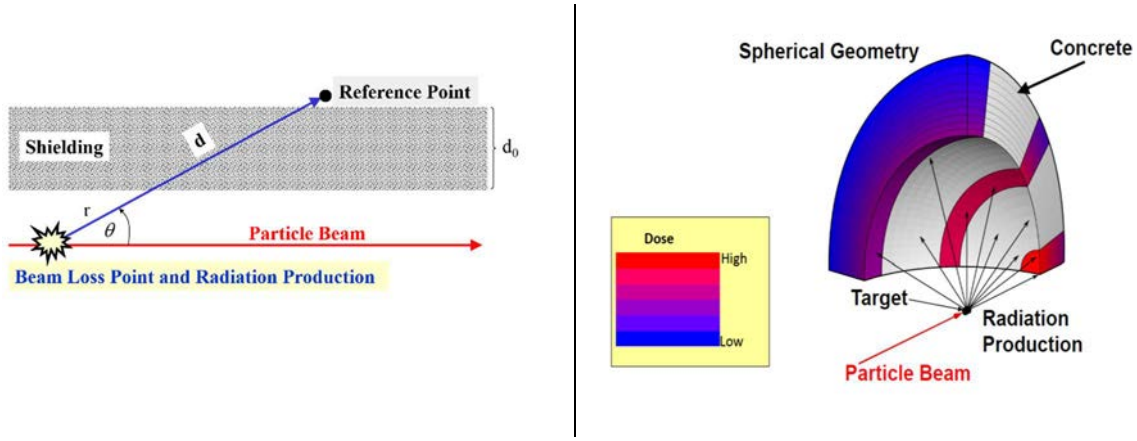 Reference Point
Shielding
d
d₀
r
θ
Particle Beam
Beam Loss Point and Radiation Production
Spherical Geometry
Concrete
Dose
High
Low
Target
Radiation
Production
Particle Beam